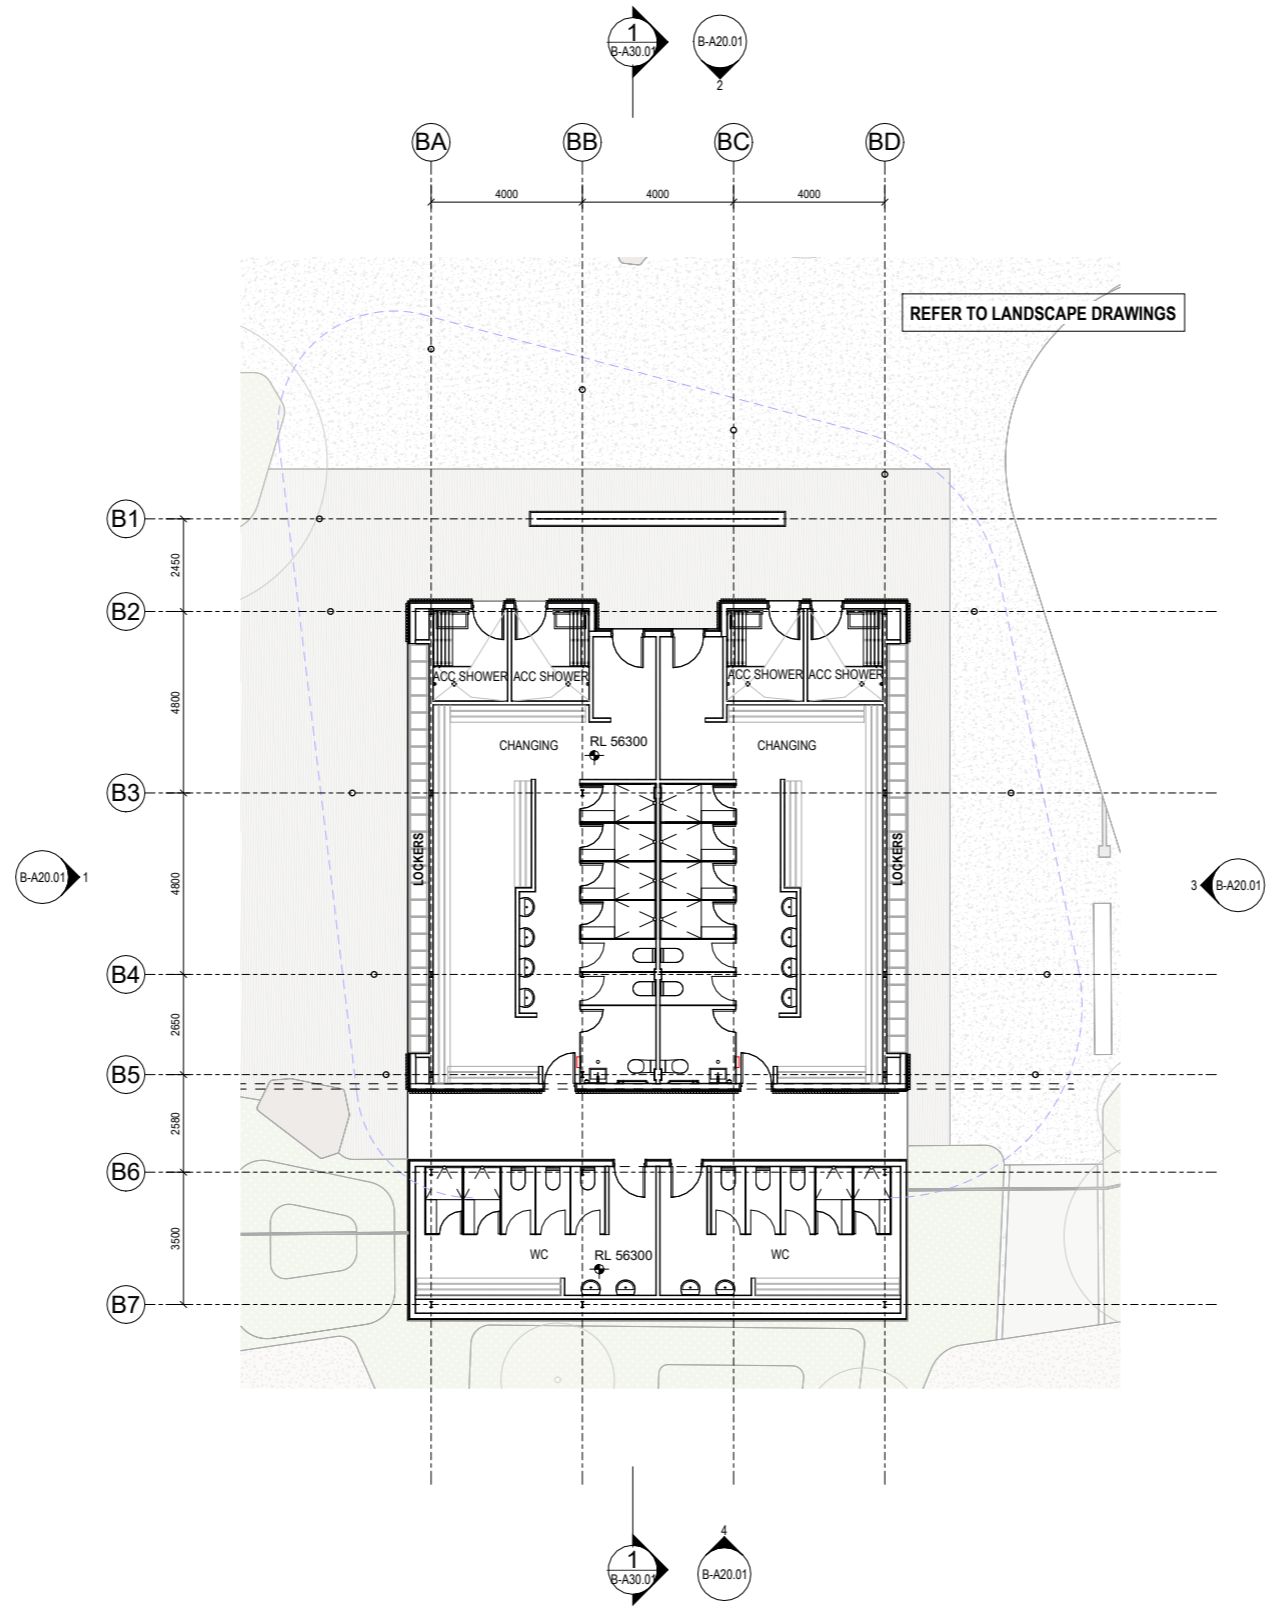 1
B-A30.01
B-A20.01
2
BA
BB
BC
BD
4000
4000
4000
REFER TO LANDSCAPE DRAWINGS
B1
2450
B2
ACC SHOWER
ACC SHOWER
ACC SHOWER
ACC SHOWER
4800
CHANGING
RL 56300
CHANGING
B3
LOCKERS
LOCKERS
B-A20.01
1
4800
3
B-A20.01
B4
2650
B5
2580
B6
3500
WC
RL 56300
WC
B7
1
B-A30.01
4
B-A20.01